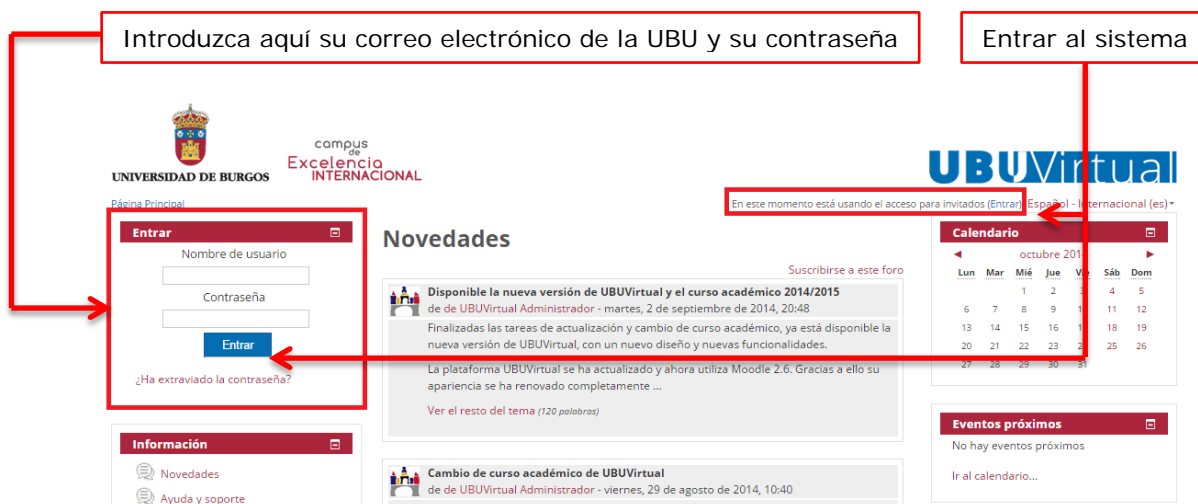 Introduzca aquí su correo electrónico de la UBU y su contraseña
Entrar al sistema
campus
de
Excelencia
INTERNACIONAL
UNIVERSIDAD DE BURGOS
UBUVirtual
Página Principal
En este momento está usando el acceso para invitados (Entrar) Español - Internacional (es)
Entrar
Nombre de usuario
Contraseña
Entrar
¿Ha extraviado la contraseña?
Información
Novedades
Ayuda y soporte
Novedades
Suscribirse a este foro
Disponible la nueva versión de UBUVirtual y el curso académico 2014/2015
de de UBUVirtual Administrador - martes, 2 de septiembre de 2014, 20:48
Finalizadas las tareas de actualización y cambio de curso académico, ya está disponible la
nueva versión de UBUVirtual, con un nuevo diseño y nuevas funcionalidades.
La plataforma UBUVirtual se ha actualizado y ahora utiliza Moodle 2.6. Gracias a ello su
apariencia se ha renovado completamente ...
Ver el resto del tema (120 palabras)
Cambio de curso académico de UBUVirtual
de de UBUVirtual Administrador - viernes, 29 de agosto de 2014, 10:40
Calendario
octubre
Lun Mar Mié Jue Vie Sáb Dom
1 2 3 4 5
6 7 8 9 11 12
13 14 15 16 18 19
20 21 22 23 25 26
27 28 29 30 31
Eventos próximos
No hay eventos próximos
Ir al calendario...